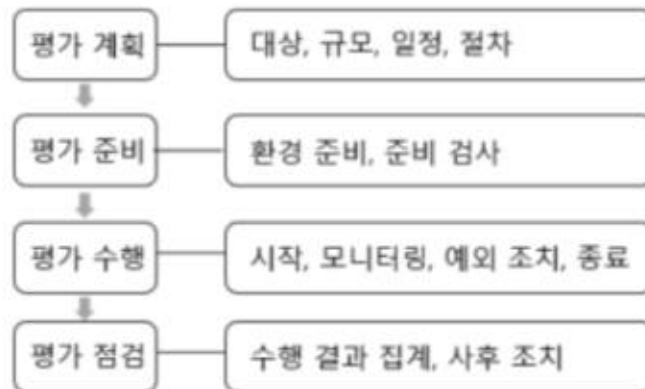 평가 계획
대상, 규모, 일정, 절차
평가 준비
환경 준비, 준비 검사
평가 수행
시작, 모니터링, 예외 조치, 종료
평가 점검
수행 결과 집계, 사후 조치